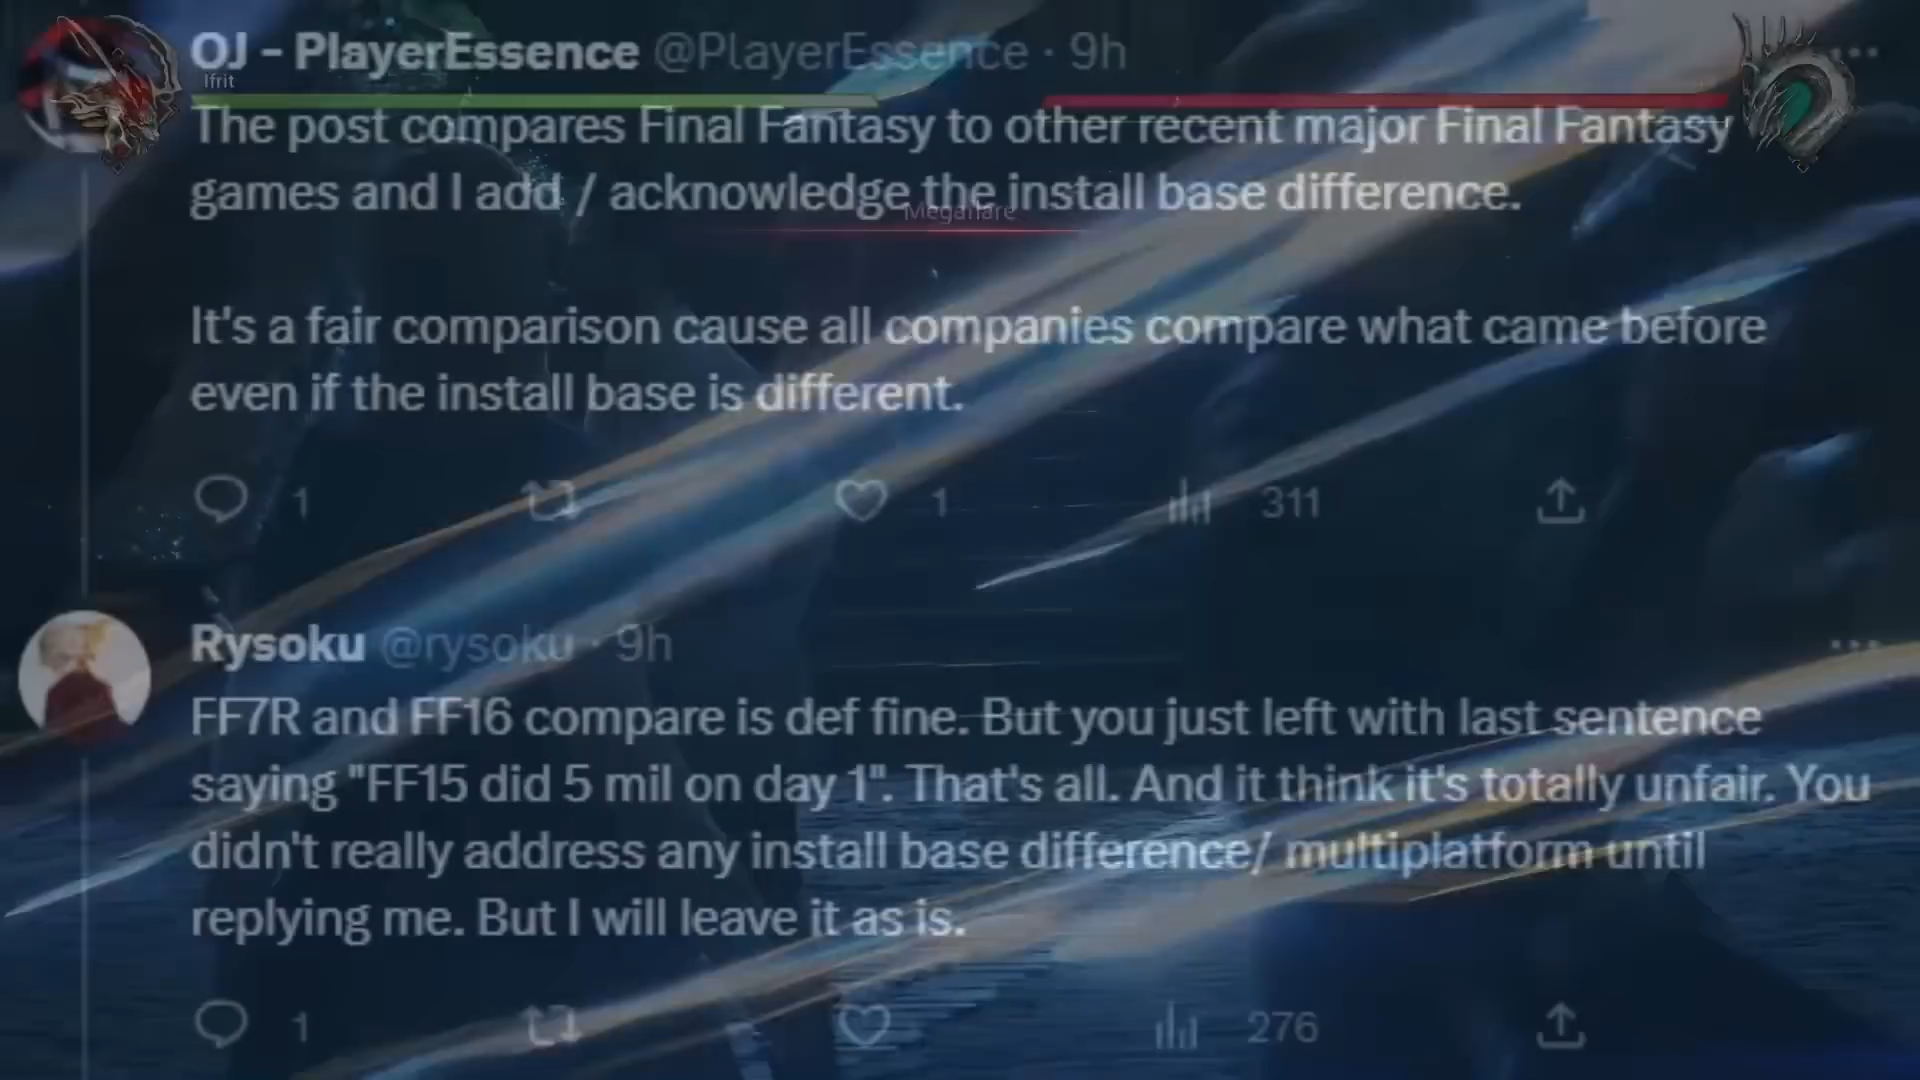 OJ - PlayerEssence @PlayerEssence · 9h
Ifrit
The post compares Final Fantasy to other recent major Final Fantasy
games and I add / acknowledge the install base difference.
Megaflare
It's a fair comparison cause all companies compare what came before
even if the install base is different.
1 1 311
Rysoku @rysoku · 9h
FF7R and FF16 compare is def fine. But you just left with last sentence
saying "FF15 did 5 mil on day 1". That's all. And it think it's totally unfair. You
didn't really address any install base difference/ multiplatform until
replying me. But I will leave it as is.
1 276